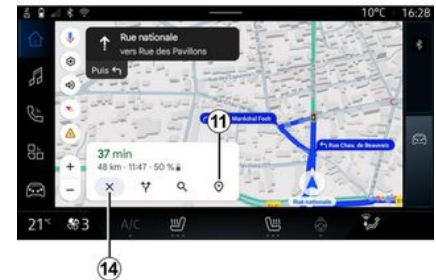 10°C 16:28
Rue nationale
vers Rue des Pavillons
Puis
11
Maréchal Foch
Rue Chau. de Beauvais
37 min
48 km · 11:47 · 50 %
+
−
Rue nationale
21°C
3
A/C
14